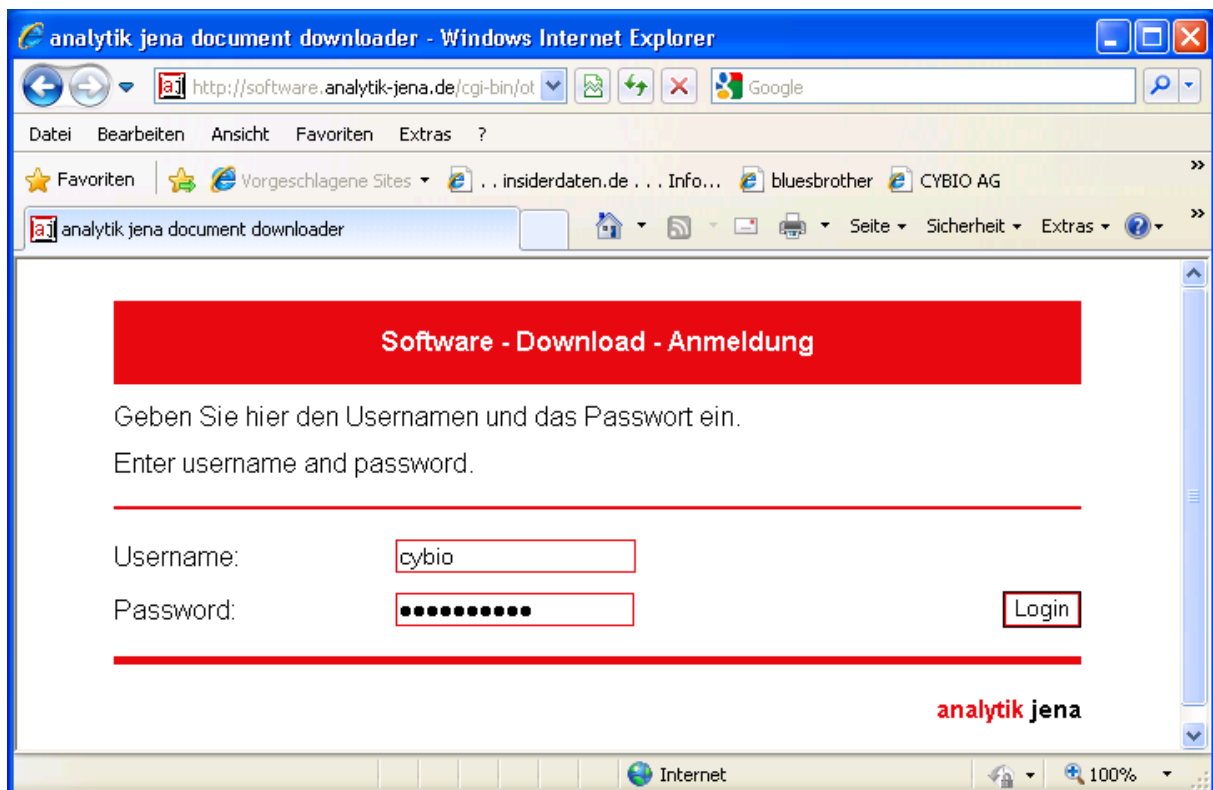 analytik jena document downloader - Windows Internet Explorer
aj http://software.analytik-jena.de/cgi-bin/ot Google
Datei Bearbeiten Ansicht Favoriten Extras ?
Favoriten Vorgeschlagene Sites . . insiderdaten.de . . . Info... bluesbrother CYBIO AG »
aj analytik jena document downloader Seite Sicherheit Extras ? »
Software - Download - Anmeldung
Geben Sie hier den Usernamen und das Passwort ein.
Enter username and password.
Username: cybio
Password: ●●●●●●●●●● Login
analytik jena
Internet 100%